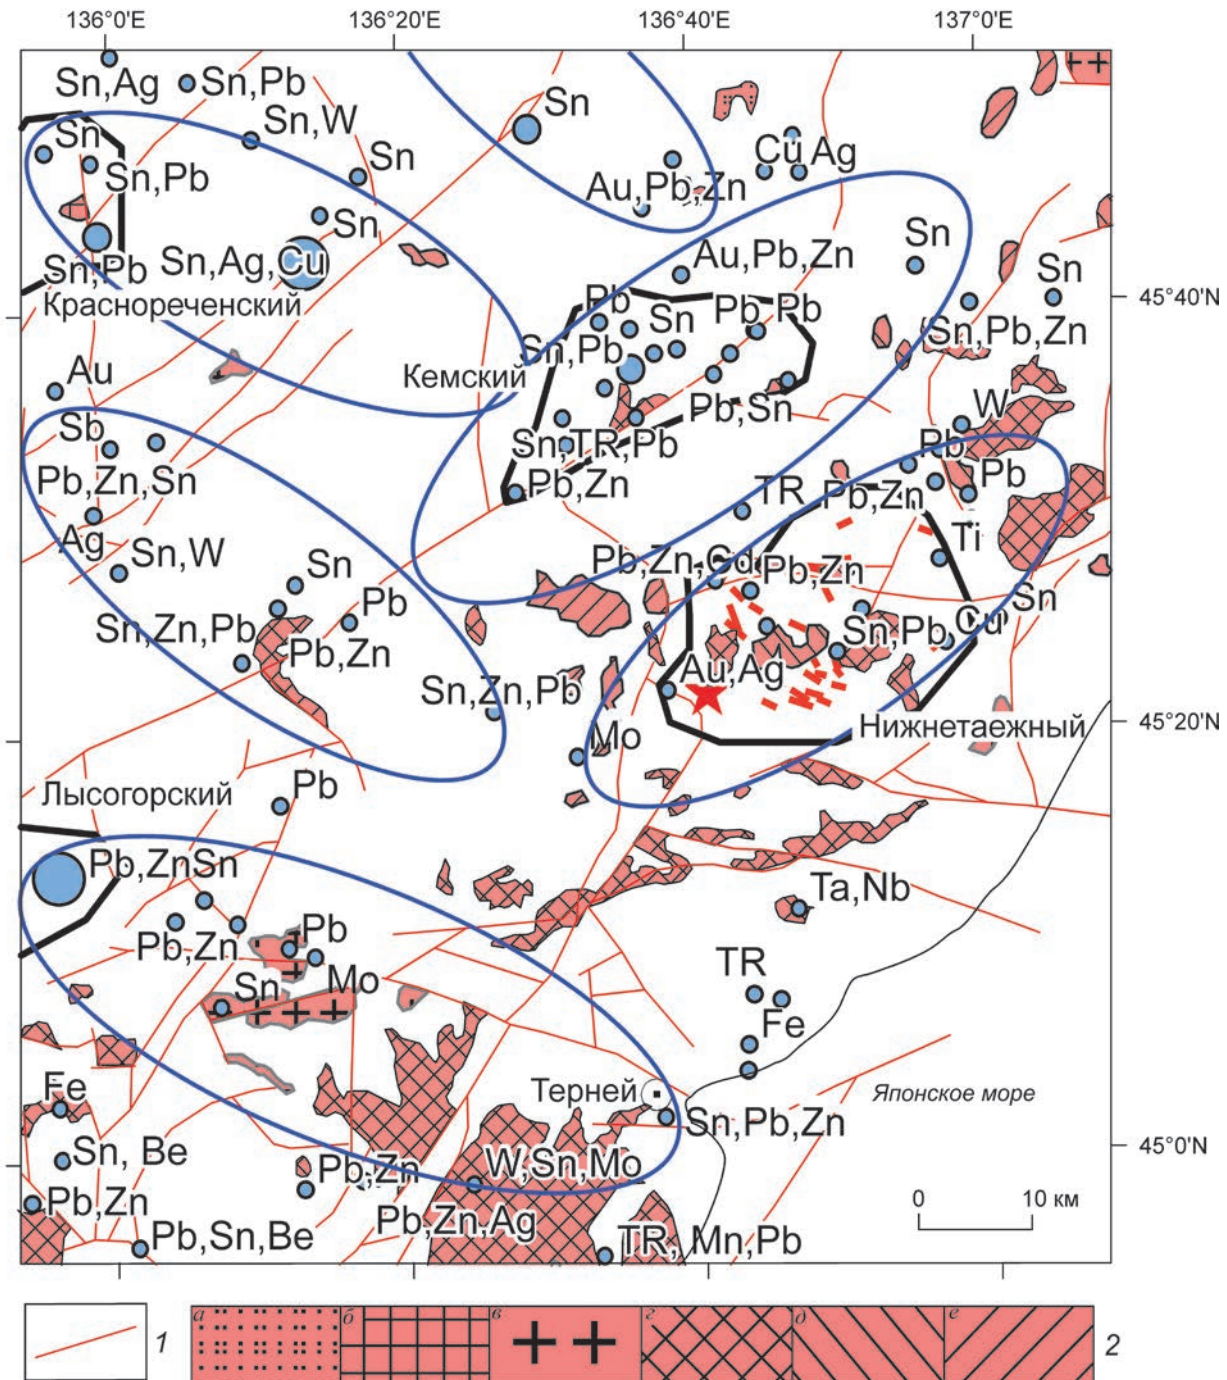 136°0'E
136°20'E
136°40'E
137°0'E
Sn,Ag
Sn,Pb
Sn
Sn,W
Cu
Ag
Sn
Sn
Sn,Pb
Au,Pb,Zn
Sn
Sn
Sn,Pb
Sn,Ag,Cu
Au,Pb,Zn
Sn
45°40'N
Краснореченский
Pb
Sn
Pb
Pb
Sn,Pb,Zn
Sn,Pb
Au
Кемский
Pb,Sn
W
Sb
Sn,TR,Pb
Pb
Pb
Pb,Zn,Sn
Pb,Zn
TR
Pb,Zn
Ag
Sn,W
Ti
Sn
Pb,Zn,Cd
Pb,Zn
Pb
Sn
Sn,Zn,Pb
Pb,Zn
Sn,Pb
Cu
Sn,Zn,Pb
Au,Ag
45°20'N
Mo
Нижнетаежный
Лысогорский
Pb
Pb,Zn
Sn
Ta,Nb
Pb,Zn
Pb
TR
Sn
Mo
Fe
Терней
Японское море
Fe
Sn,Pb,Zn
Sn, Be
45°0'N
Pb,Zn
W,Sn,Mo
Pb,Zn
Pb,Zn,Ag
0
10 км
Pb,Sn,Be
TR, Mn,Pb
1
а
б
в
г
д
е
2